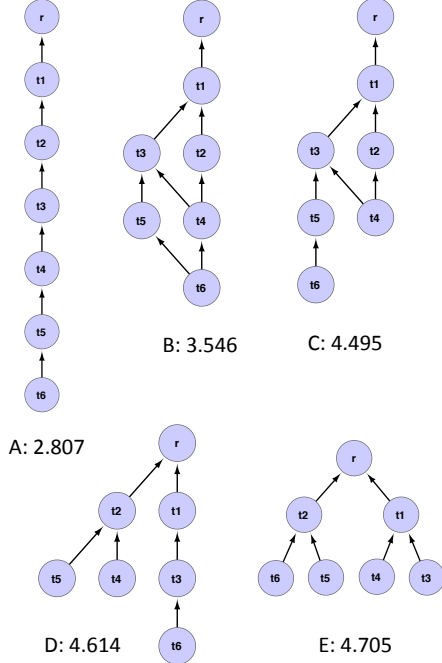 r
t1
t2
t3
t4
t5
t6
A: 2.807
r
t1
t3 t2
t5 t4
t6
B: 3.546
r
t1
t3 t2
t5 t4
t6
C: 4.495
r
t2 t1
t5 t4 t3
t6
D: 4.614
r
t2 t1
t6 t5 t4 t3
E: 4.705